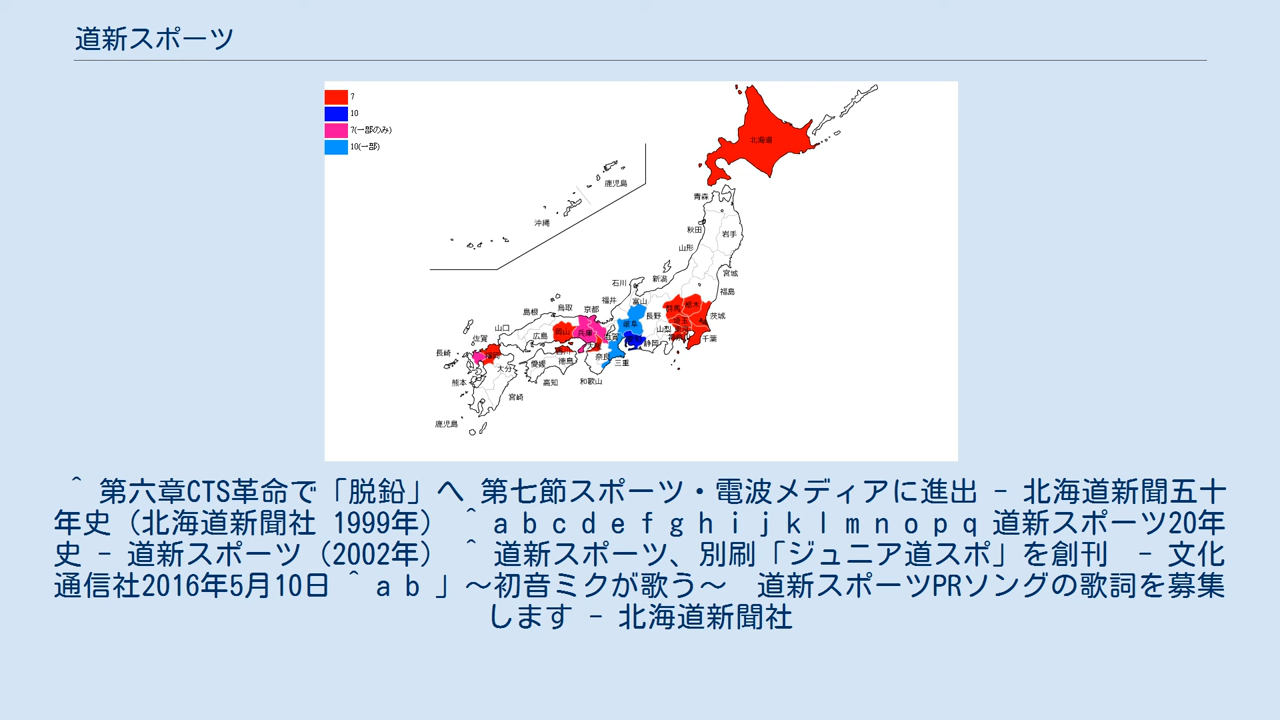 道新スポーツ
7
10
7(一部のみ)
10(一部)
北海道
鹿児島
沖縄
青森
秋田
岩手
山形
宮城
新潟
石川
福島
福井
富山
群馬
栃木
茨城
鳥取
京都
島根
長野
埼玉
岐阜
山梨
山口
広島
岡山
兵庫
静岡
千葉
佐賀
長崎
福岡
奈良
三重
徳島
愛媛
大分
熊本
高知
和歌山
宮崎
鹿児島
＾ 第六章CTS革命で「脱鉛」へ 第七節スポーツ・電波メディアに進出 － 北海道新聞五十
年史（北海道新聞社 1999年） ＾ a b c d e f g h i j k l m n o p q 道新スポーツ20年
史 － 道新スポーツ（2002年） ＾ 道新スポーツ、別刷「ジュニア道スポ」を創刊　－ 文化
通信社2016年5月10日 ＾ a b 」～初音ミクが歌う～　道新スポーツPRソングの歌詞を募集
します － 北海道新聞社